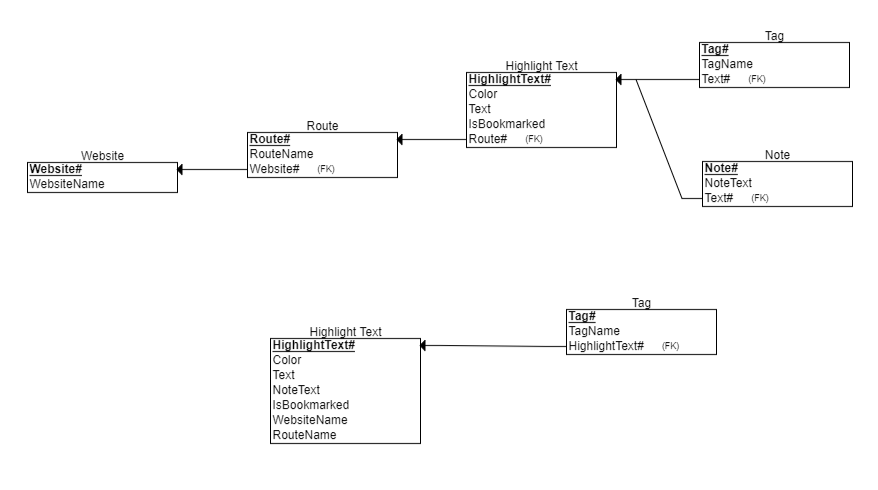 Tag
Tag#
TagName
Text# (FK)
Highlight Text
HighlightText#
Color
Text
IsBookmarked
Route# (FK)
Route
Route#
RouteName
Website# (FK)
Website
Website#
WebsiteName
Note
Note#
NoteText
Text# (FK)
Tag
Tag#
TagName
HighlightText# (FK)
Highlight Text
HighlightText#
Color
Text
NoteText
IsBookmarked
WebsiteName
RouteName